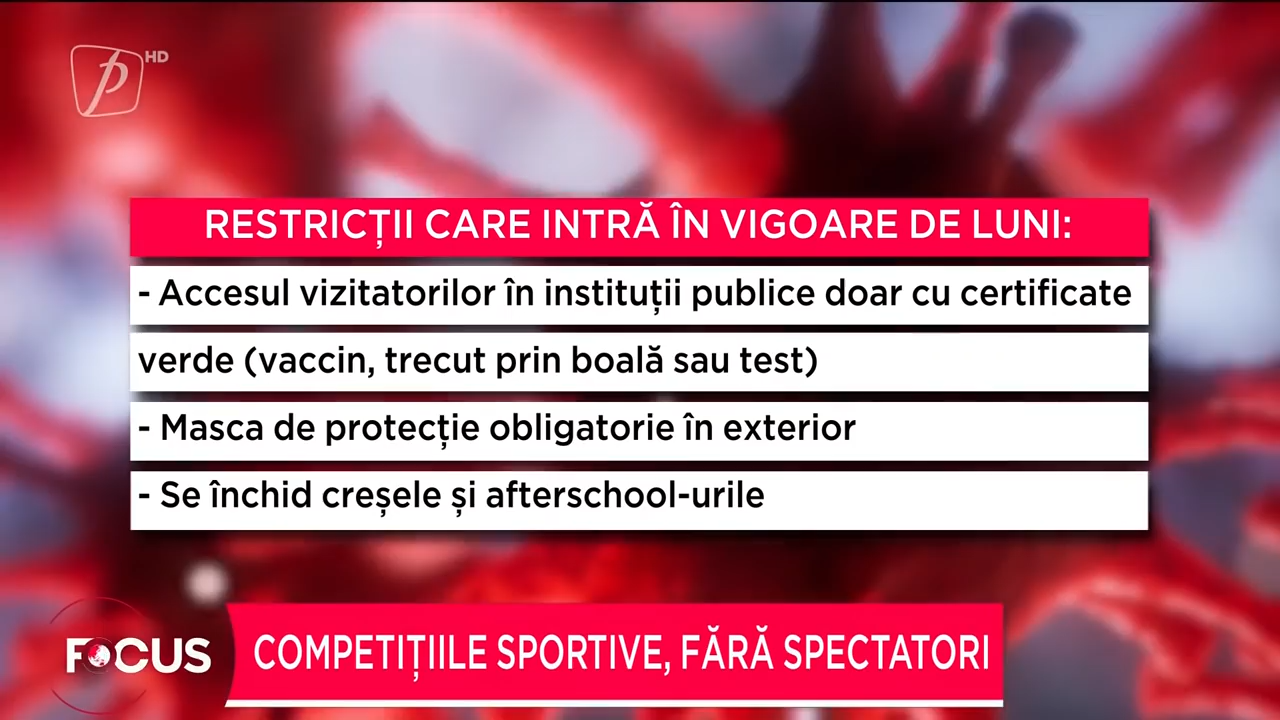 p HD
RESTRICȚII CARE INTRĂ ÎN VIGOARE DE LUNI:
- Accesul vizitatorilor în instituții publice doar cu certificate
verde (vaccin, trecut prin boală sau test)
- Masca de protecție obligatorie în exterior
- Se închid creșele și afterschool-urile
FOCUS
COMPETIȚIILE SPORTIVE, FĂRĂ SPECTATORI